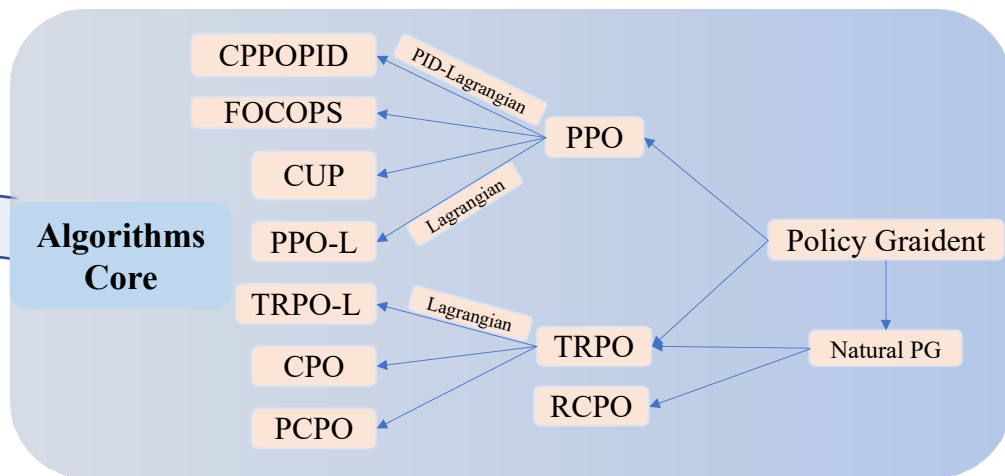 CPPOPID
PID-Lagrangian
FOCOPS
PPO
CUP
Lagrangian
PPO-L
Algorithms
Core
Policy Graident
TRPO-L
Lagrangian
TRPO
Natural PG
CPO
RCPO
PCPO